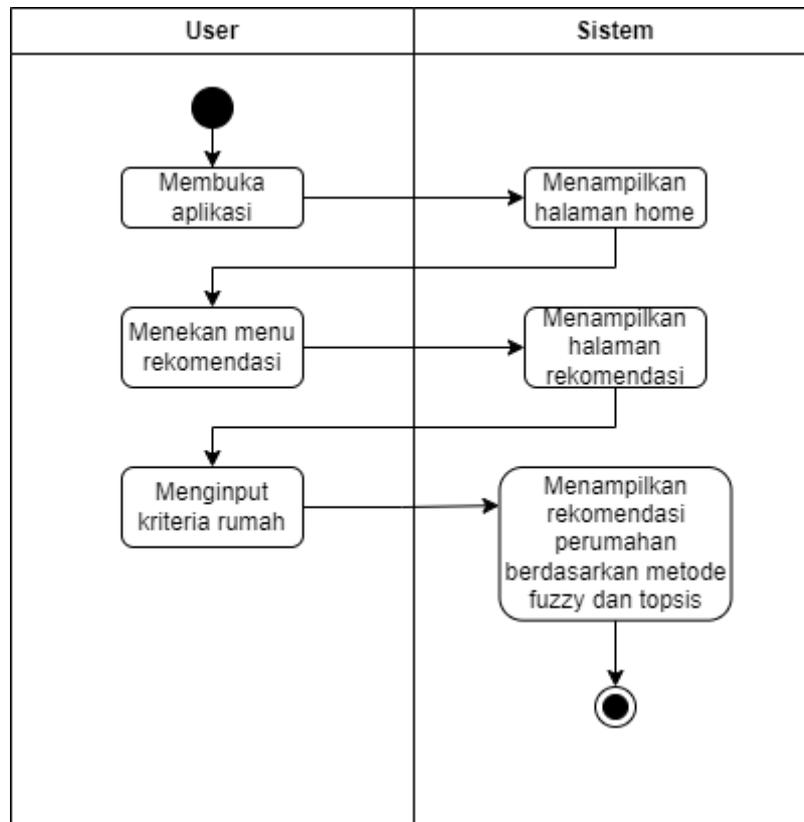 User
Sistem
Membuka
aplikasi
Menampilkan
halaman home
Menekan menu
rekomendasi
Menampilkan
halaman
rekomendasi
Menginput
kriteria rumah
Menampilkan
rekomendasi
perumahan
berdasarkan metode
fuzzy dan topsis